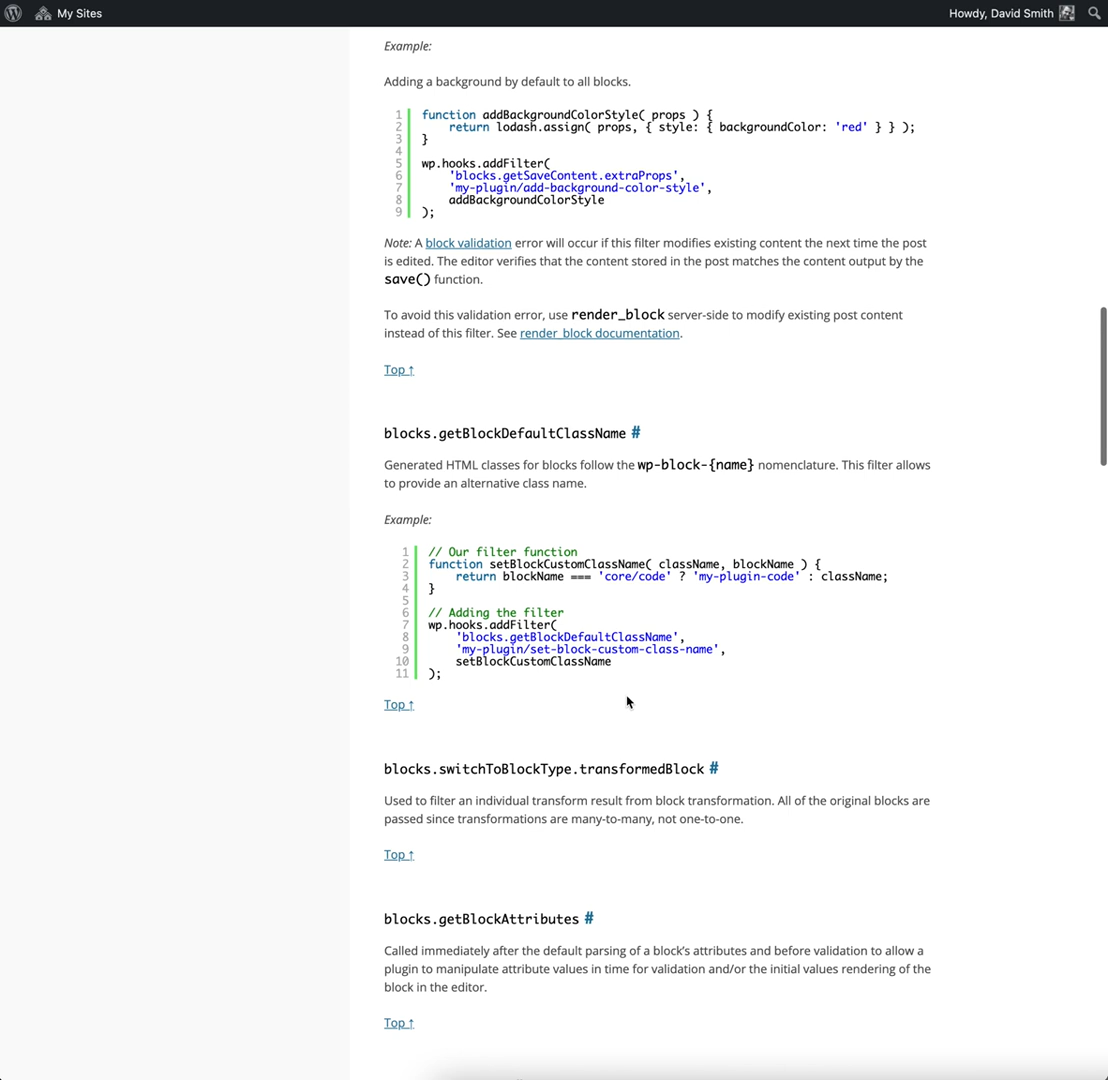 My Sites
Howdy, David Smith
Example:
Adding a background by default to all blocks.
1 function addBackgroundColorStyle( props ) {
2     return lodash.assign( props, { style: { backgroundColor: 'red' } } );
3 }
4
5 wp.hooks.addFilter(
6     'blocks.getSaveContent.extraProps',
7     'my-plugin/add-background-color-style',
8     addBackgroundColorStyle
9 );
Note: A block validation error will occur if this filter modifies existing content the next time the post
is edited. The editor verifies that the content stored in the post matches the content output by the
save() function.
To avoid this validation error, use render_block server-side to modify existing post content
instead of this filter. See render_block documentation.
Top ↑
blocks.getBlockDefaultClassName #
Generated HTML classes for blocks follow the wp-block-{name} nomenclature. This filter allows
to provide an alternative class name.
Example:
1 // Our filter function
2 function setBlockCustomClassName( className, blockName ) {
3     return blockName === 'core/code' ? 'my-plugin-code' : className;
4 }
5
6 // Adding the filter
7 wp.hooks.addFilter(
8     'blocks.getBlockDefaultClassName',
9     'my-plugin/set-block-custom-class-name',
10     setBlockCustomClassName
11 );
Top ↑
blocks.switchToBlockType.transformedBlock #
Used to filter an individual transform result from block transformation. All of the original blocks are
passed since transformations are many-to-many, not one-to-one.
Top ↑
blocks.getBlockAttributes #
Called immediately after the default parsing of a block’s attributes and before validation to allow a
plugin to manipulate attribute values in time for validation and/or the initial values rendering of the
block in the editor.
Top ↑